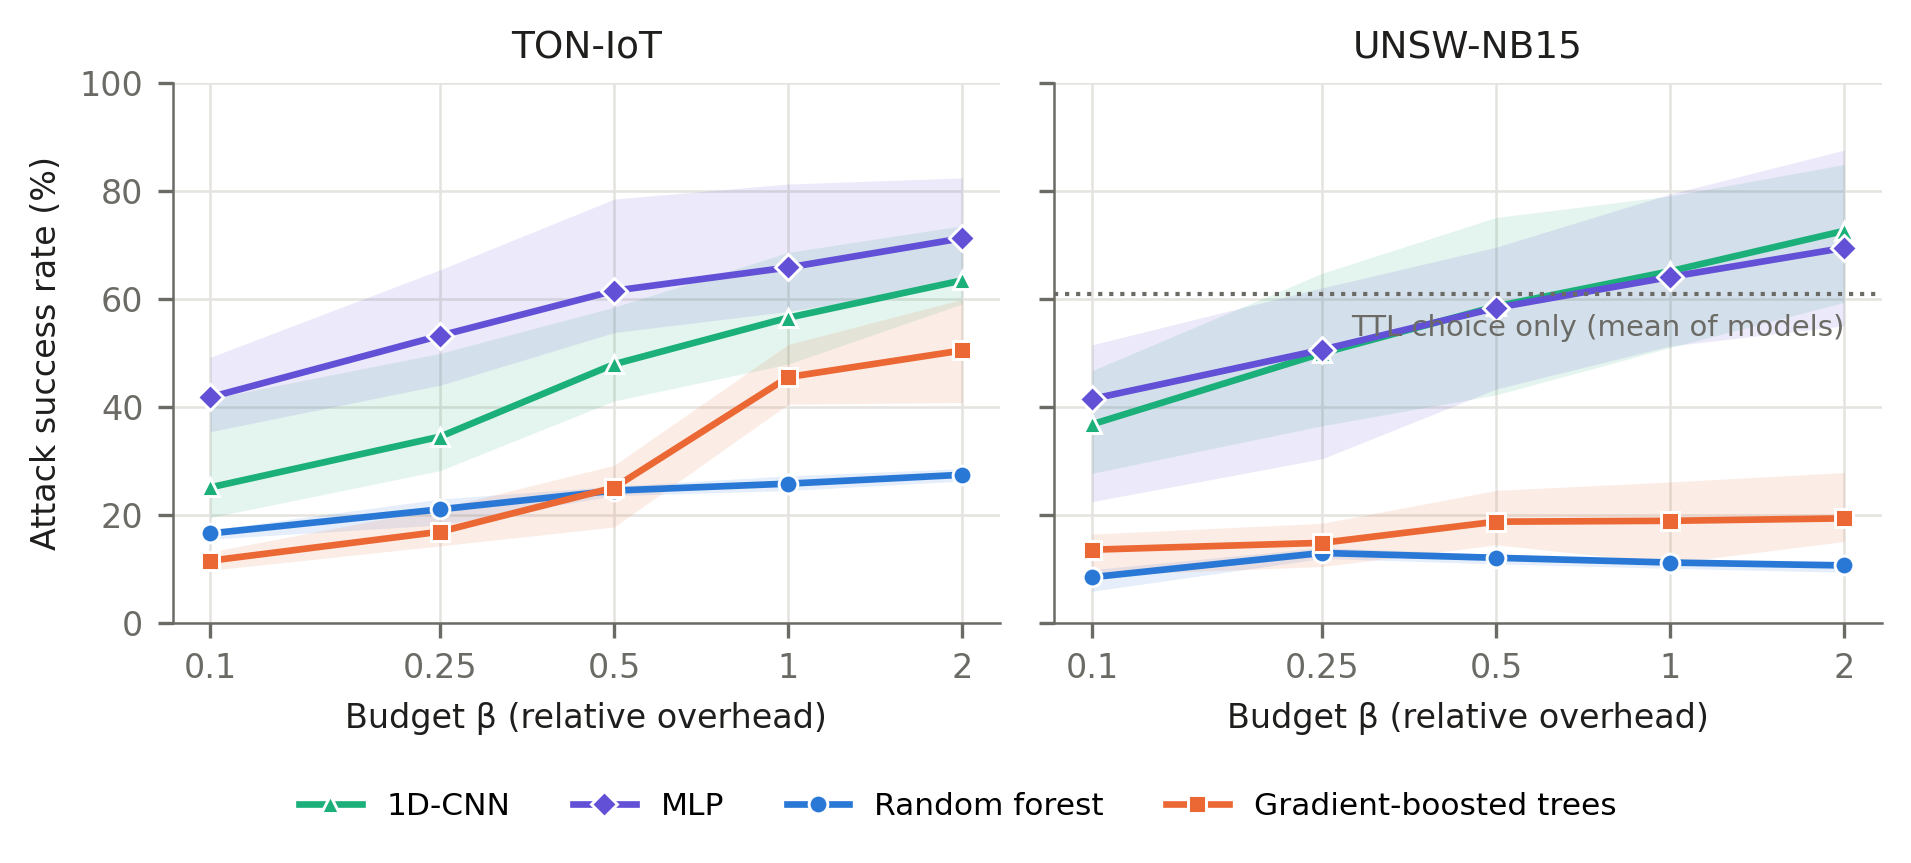 TON-IoT
UNSW-NB15
Attack success rate (%)
100
80
60
40
20
0
TTL choice only (mean of models)
0.1 0.25 0.5 1 2
0.1 0.25 0.5 1 2
Budget β (relative overhead)
Budget β (relative overhead)
1D-CNN MLP Random forest Gradient-boosted trees